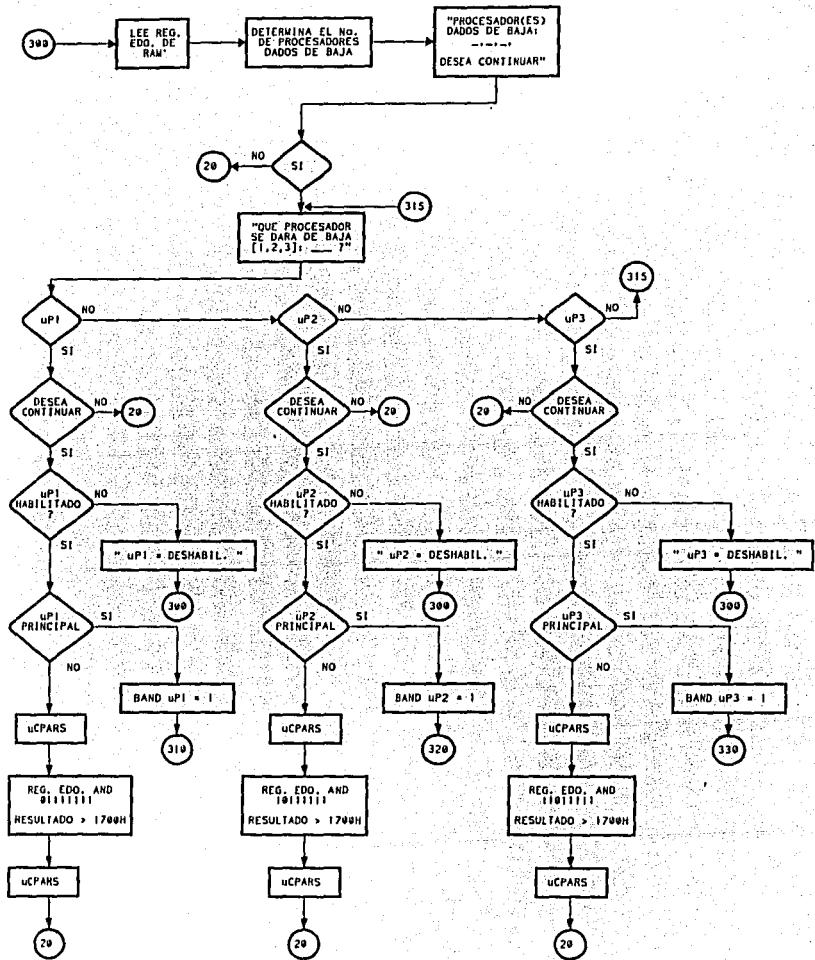 300
LEE REG.
EDO. DE
RAM'
DETERMINA EL No.
DE PROCESADORES
DADOS DE BAJA
"PROCESADOR(ES)
DADOS DE BAJA:
_,_,_,
DESEA CONTINUAR"
SI
NO
20
315
"QUE PROCESADOR
SE DARA DE BAJA
[1,2,3]: ___ ?"
uP1
NO
SI
uP2
NO
SI
uP3
NO
SI
315
DESEA
CONTINUAR
NO
20
SI
DESEA
CONTINUAR
NO
20
SI
DESEA
CONTINUAR
NO
20
SI
uP1
HABILITADO
?
NO
SI
uP2
HABILITADO
?
NO
SI
uP3
HABILITADO
?
NO
SI
" uP1 = DESHABIL. "
300
" uP2 = DESHABIL. "
300
" uP3 = DESHABIL. "
300
uP1
PRINCIPAL
SI
NO
uP2
PRINCIPAL
SI
NO
uP3
PRINCIPAL
SI
NO
BAND uP1 = 1
310
BAND uP2 = 1
320
BAND uP3 = 1
330
uCPARS
uCPARS
uCPARS
REG. EDO. AND
01111111
RESULTADO > 1700H
REG. EDO. AND
10111111
RESULTADO > 1700H
REG. EDO. AND
11011111
RESULTADO > 1700H
uCPARS
uCPARS
uCPARS
20
20
20